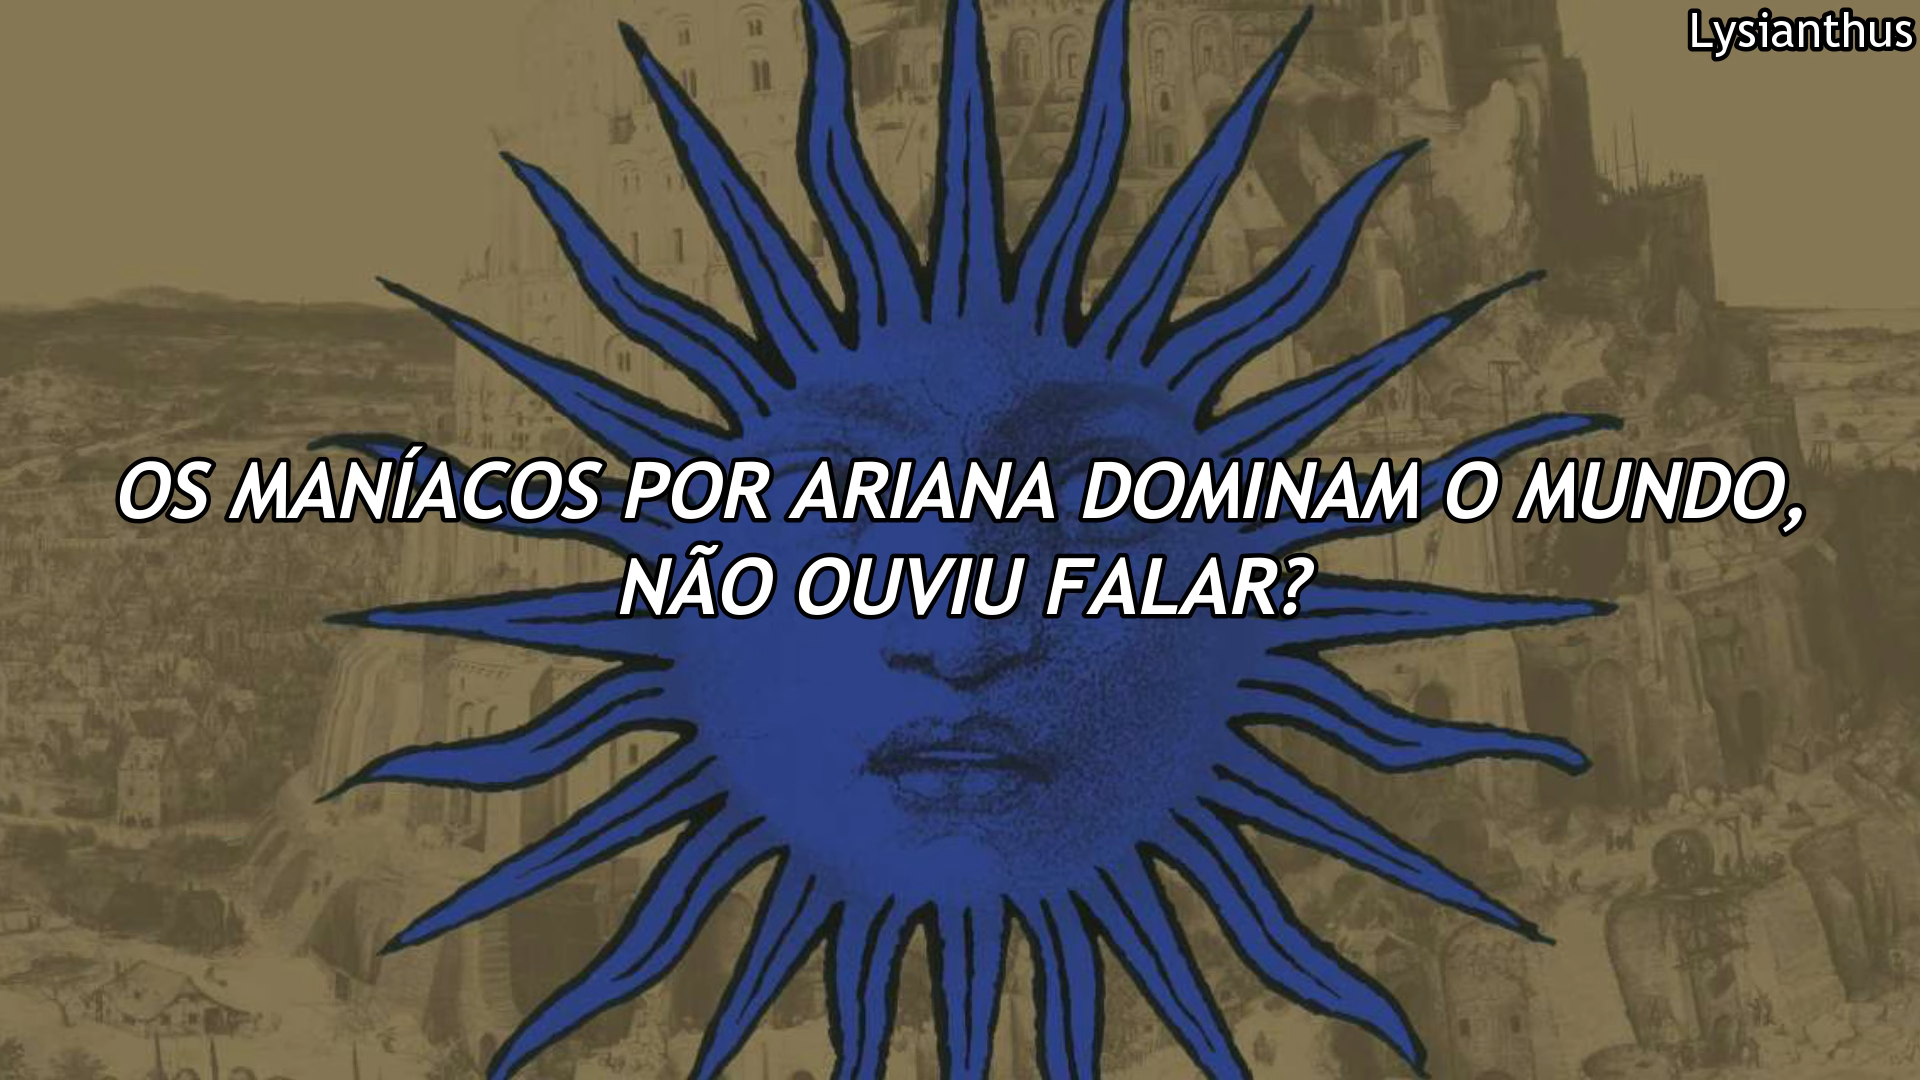 Lysianthus
OS MANÍACOS POR ARIANA DOMINAM O MUNDO,
NÃO OUVIU FALAR?